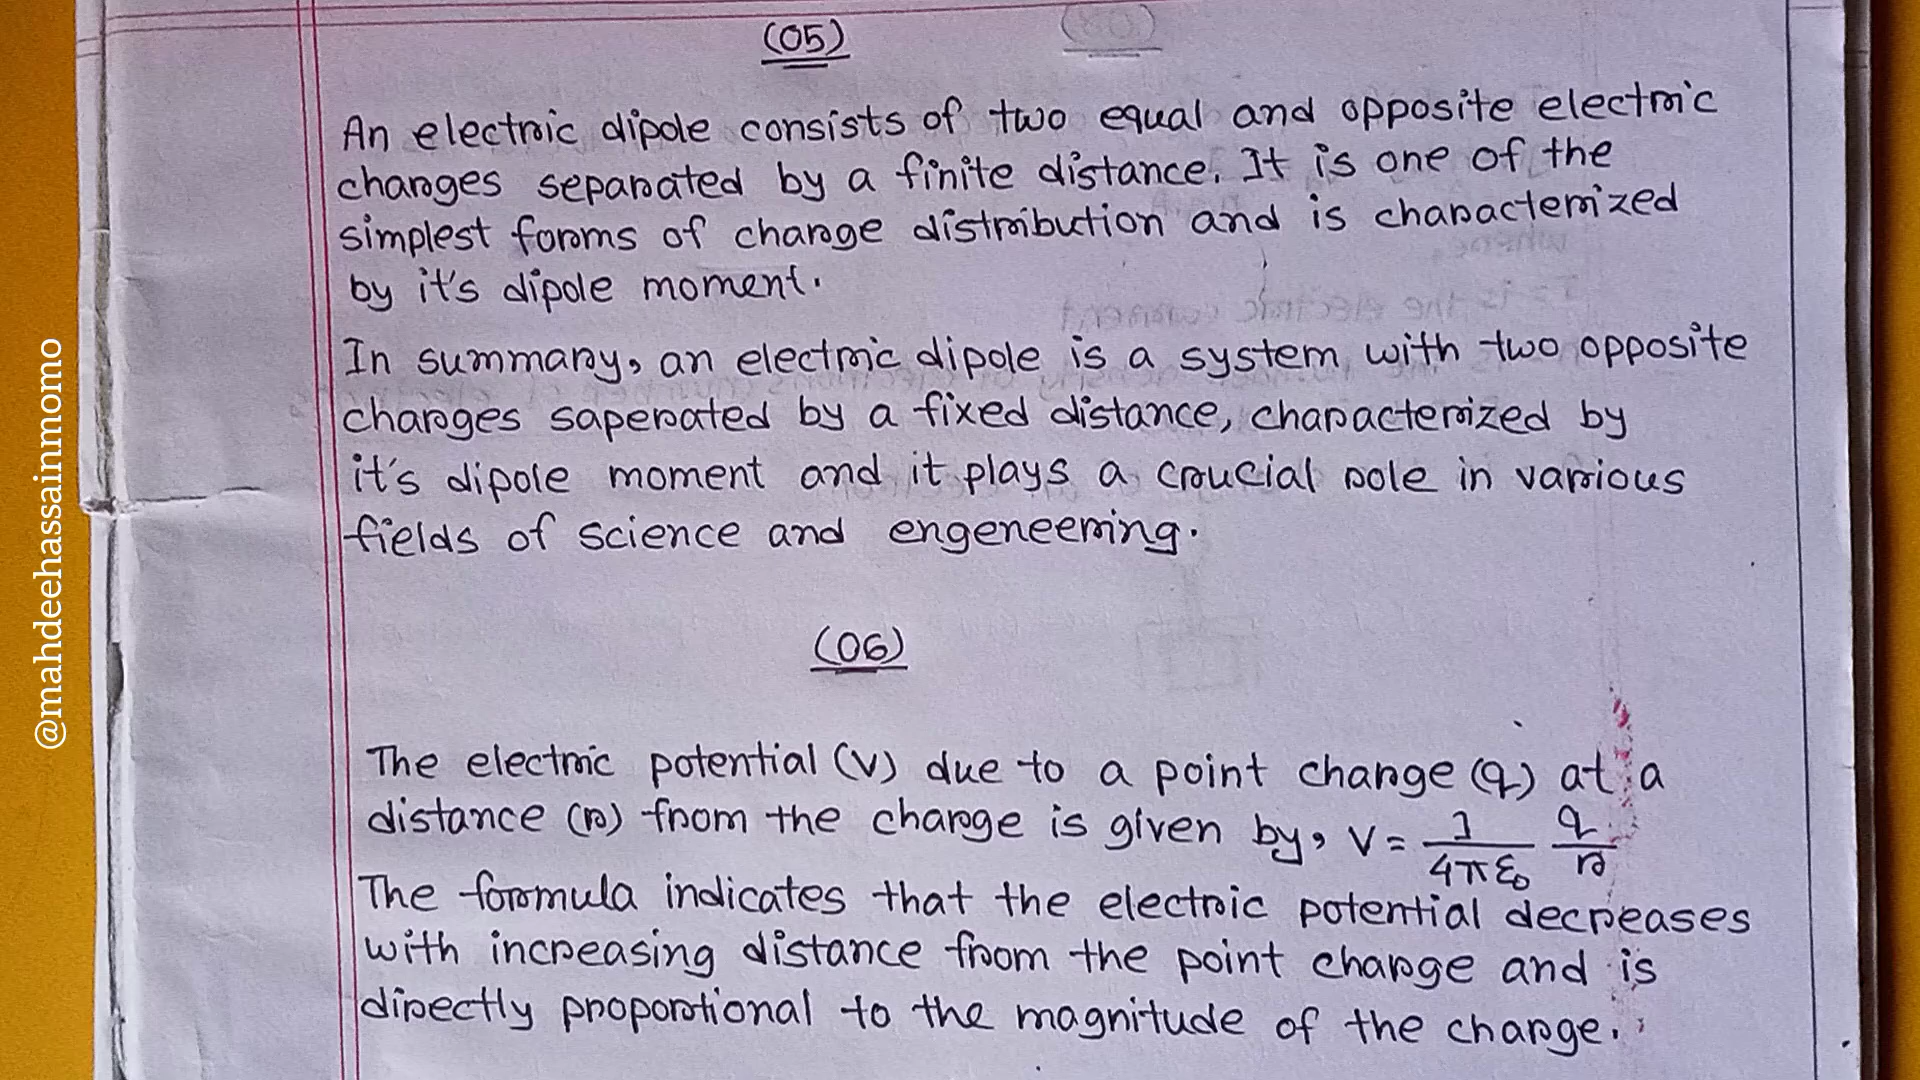 (05)
An electric dipole consists of two equal and opposite electric
charges separated by a finite distance. It is one of the
simplest forms of charge distribution and is characterized
by it's dipole moment.
In summary, an electric dipole is a system with two opposite
charges saperated by a fixed distance, characterized by
it's dipole moment and it plays a crucial role in various
fields of science and engeneering.
(06)
The electric potential (V) due to a point charge (q) at a
distance (r) from the charge is given by, V = 1/4πε₀ q/r
The formula indicates that the electric potential decreases
with increasing distance from the point charge and is
directly proportional to the magnitude of the charge.
@mahdeehassainmomo